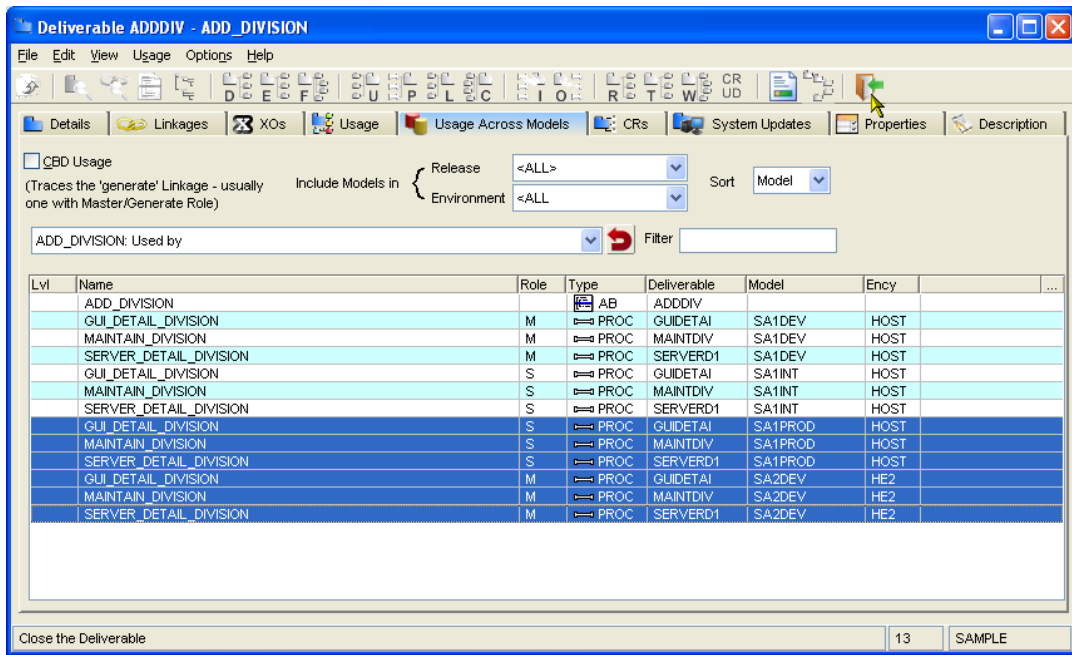 Deliverable ADDDIV - ADD_DIVISION
File Edit View Usage Options Help
D E F U P L C I O R T W CR UD
Details Linkages XOs Usage Usage Across Models CRs System Updates Properties Description
CBD Usage
(Traces the 'generate' Linkage - usually
one with Master/Generate Role)
Include Models in { Release <ALL>
Environment <ALL
Sort Model
ADD_DIVISION: Used by Filter
Lvl Name Role Type Deliverable Model Ency ...
ADD_DIVISION AB ADDDIV
GUI_DETAIL_DIVISION M PROC GUIDETAI SA1DEV HOST
MAINTAIN_DIVISION M PROC MAINTDIV SA1DEV HOST
SERVER_DETAIL_DIVISION M PROC SERVERD1 SA1DEV HOST
GUI_DETAIL_DIVISION S PROC GUIDETAI SA1INT HOST
MAINTAIN_DIVISION S PROC MAINTDIV SA1INT HOST
SERVER_DETAIL_DIVISION S PROC SERVERD1 SA1INT HOST
GUI_DETAIL_DIVISION S PROC GUIDETAI SA1PROD HOST
MAINTAIN_DIVISION S PROC MAINTDIV SA1PROD HOST
SERVER_DETAIL_DIVISION S PROC SERVERD1 SA1PROD HOST
GUI_DETAIL_DIVISION M PROC GUIDETAI SA2DEV HE2
MAINTAIN_DIVISION M PROC MAINTDIV SA2DEV HE2
SERVER_DETAIL_DIVISION M PROC SERVERD1 SA2DEV HE2
Close the Deliverable 13 SAMPLE